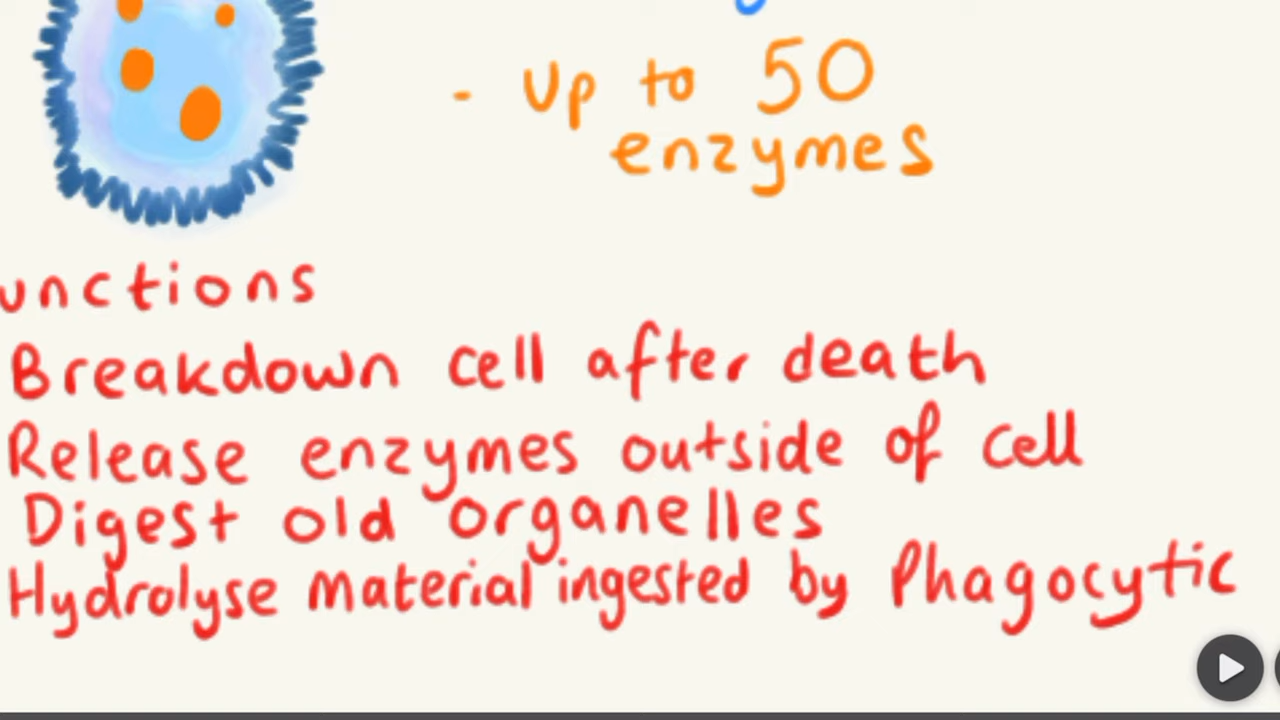 - Up to 50
enzymes
unctions
Breakdown cell after death
Release enzymes outside of cell
Digest old organelles
Hydrolyse material ingested by Phagocytic